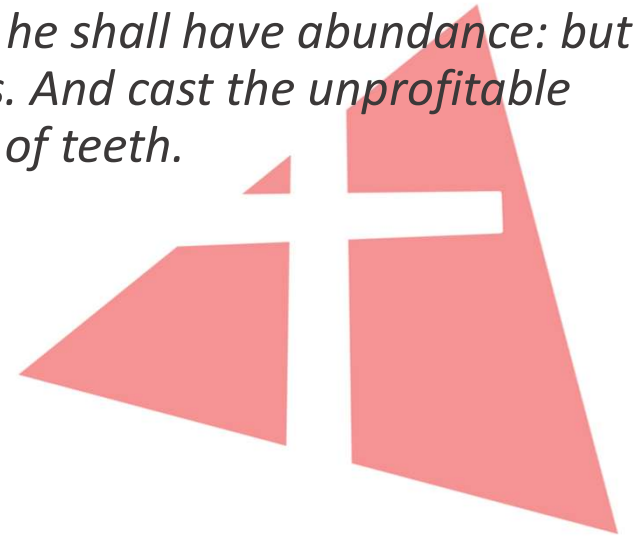 he shall have abundance: but
s. And cast the unprofitable
of teeth.